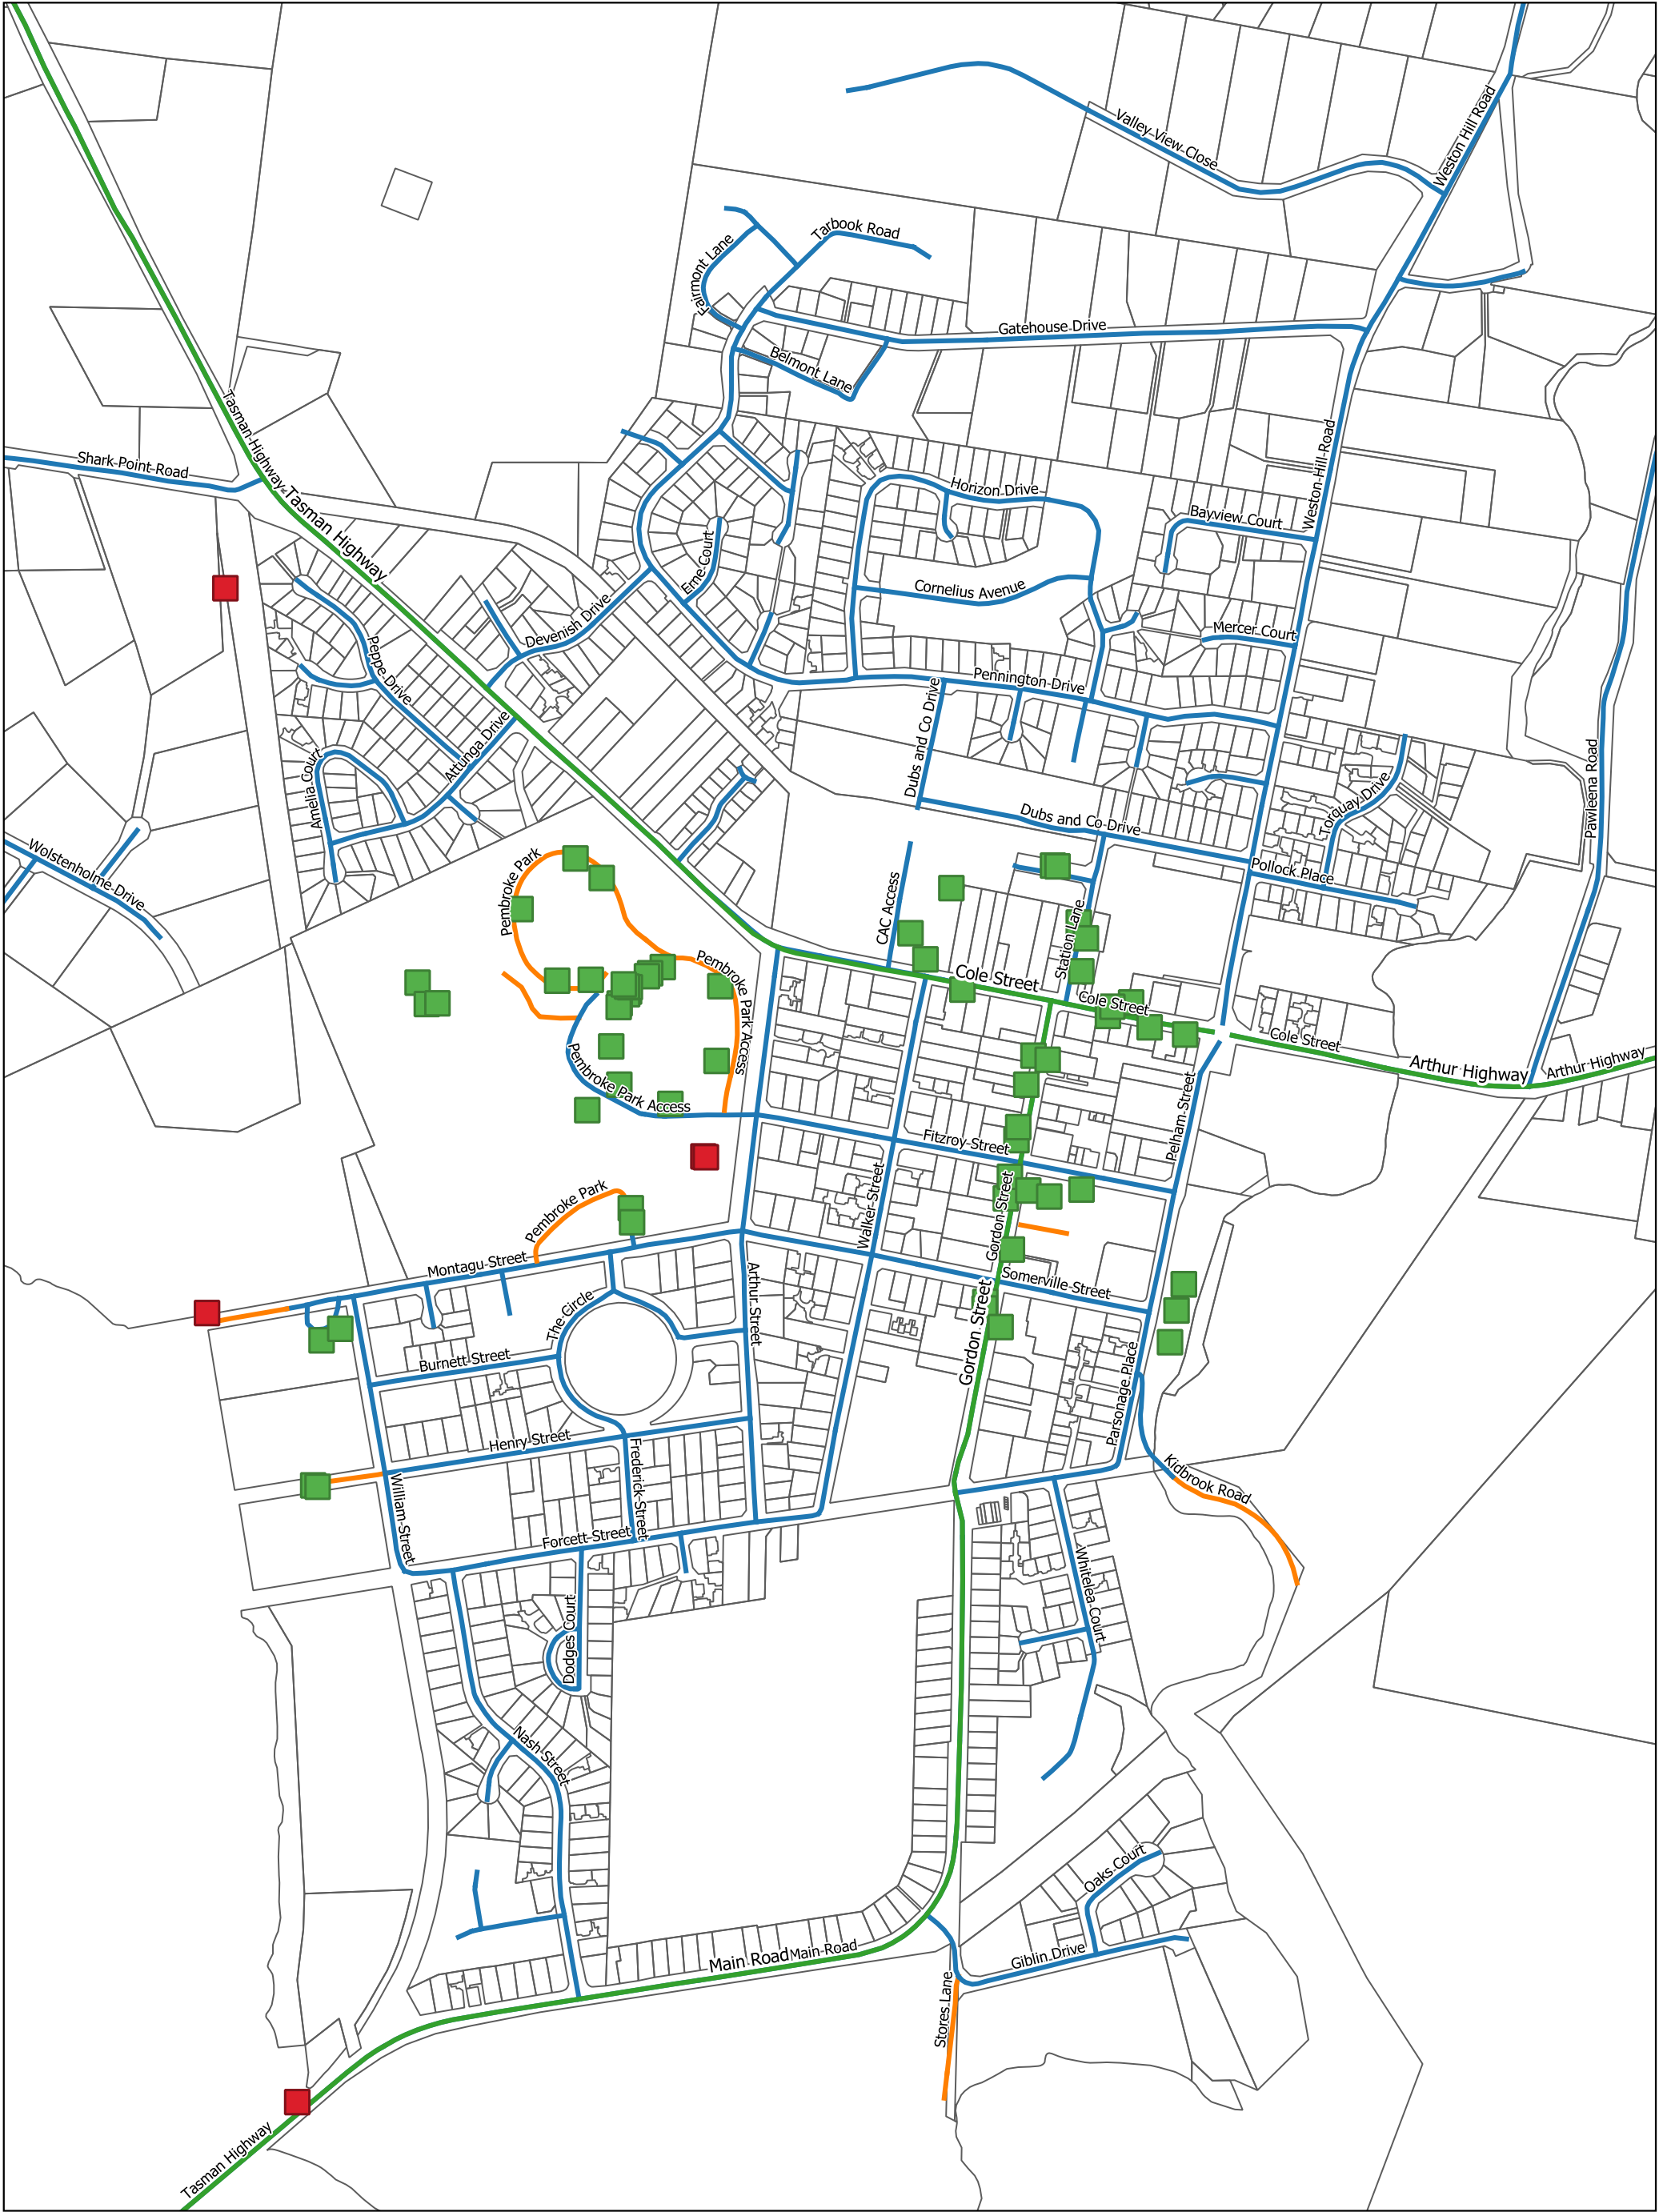 Valley View Close
Weston Hill Road
Tarbook Road
Fairmont Lane
Gatehouse Drive
Belmont Lane
Tasman Highway
Shark Point Road
Tasman Highway
Weston Hill Road
Horizon Drive
Bayview Court
Erne Court
Cornelius Avenue
Devenish Drive
Mercer Court
Peppe Drive
Pennington Drive
Attunga Drive
Dubs and Co Drive
Amelia Court
Pawleena Road
Torquay Drive
Dubs and Co Drive
Wolstenholme Drive
Pembroke Park
Pollock Place
CAC Access
Station Lane
Pembroke Park Access
Cole Street
Cole Street
Cole Street
Arthur Highway
Arthur Highway
Pembroke Park Access
Pelham Street
Fitzroy Street
Walker Street
Gordon Street
Pembroke Park
Montagu Street
Somerville Street
Arthur Street
The Circle
Gordon Street
Burnett Street
Parsonage Place
Henry Street
Frederick Street
Kidbrook Road
William Street
Forcett Street
Whitelea Court
Dodges Court
Nash Street
Oaks Court
Main Road
Main Road
Giblin Drive
Stores Lane
Tasman Highway